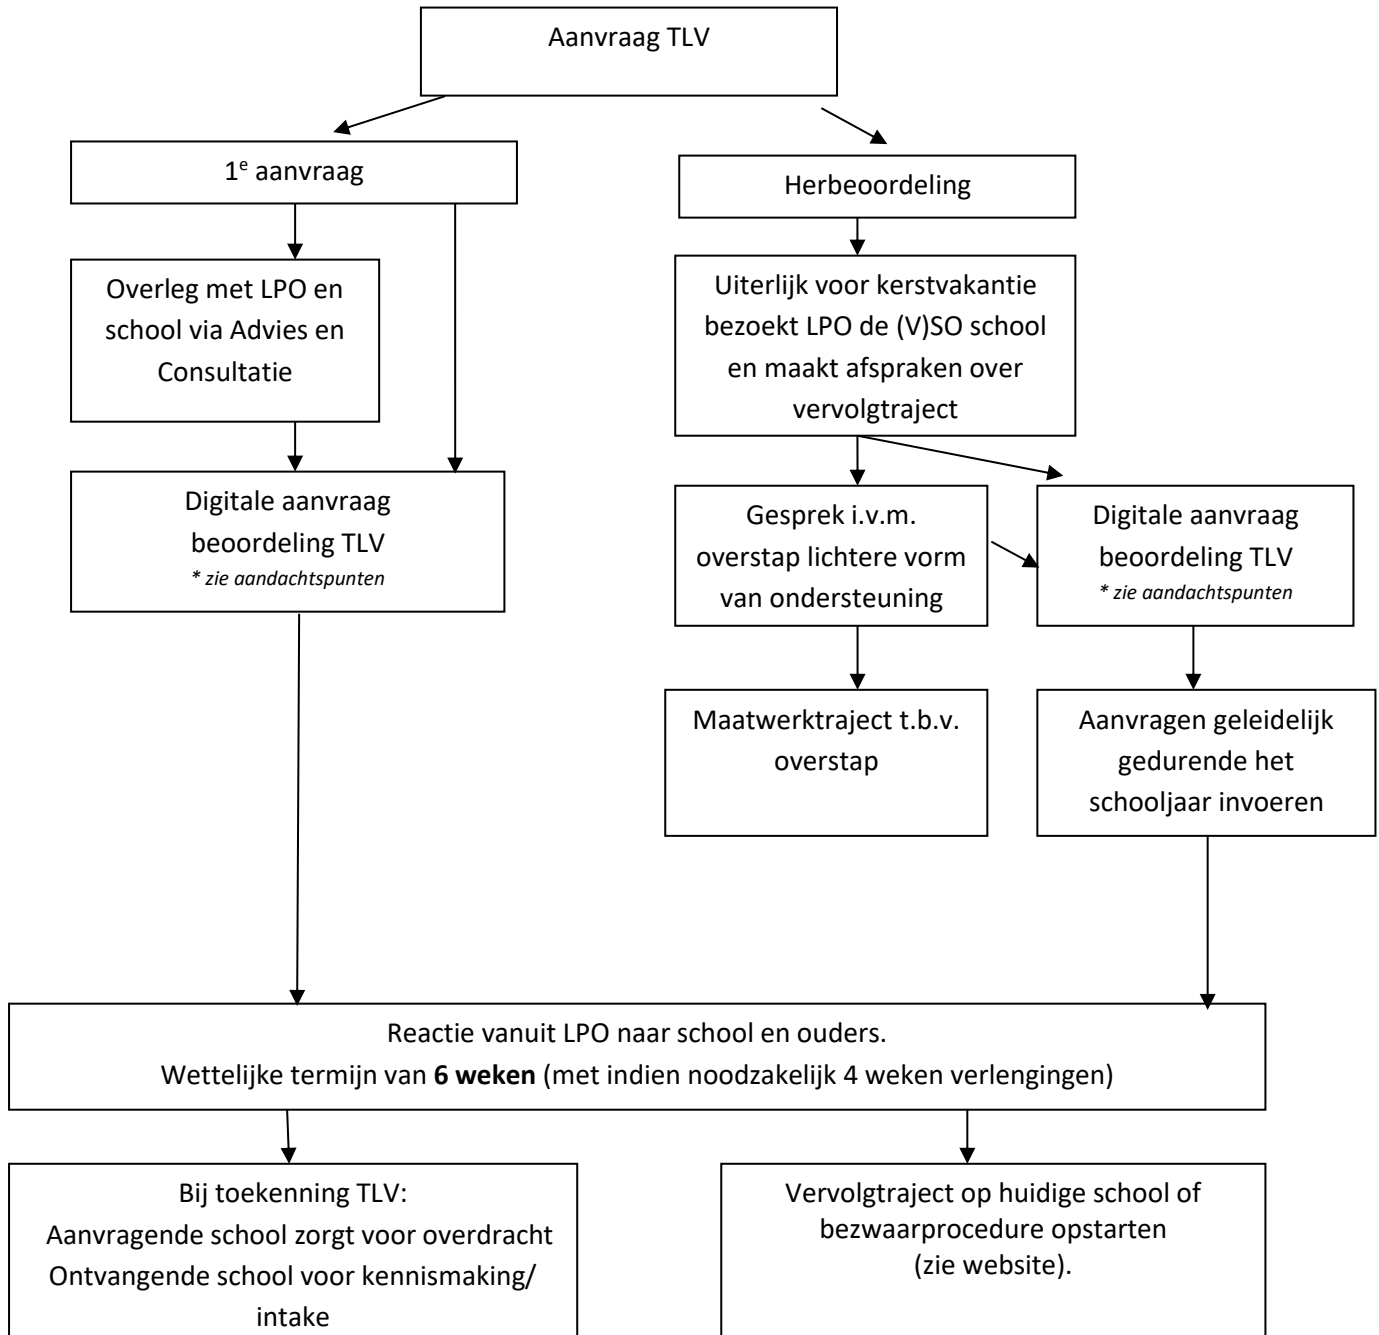 Aanvraag TLV
1e aanvraag
Herbeoordeling
Overleg met LPO en
school via Advies en
Consultatie
Uiterlijk voor kerstvakantie
bezoekt LPO de (V)SO school
en maakt afspraken over
vervolgtraject
Digitale aanvraag
beoordeling TLV
* zie aandachtspunten
Gesprek i.v.m.
overstap lichtere vorm
van ondersteuning
Digitale aanvraag
beoordeling TLV
* zie aandachtspunten
Maatwerktraject t.b.v.
overstap
Aanvragen geleidelijk
gedurende het
schooljaar invoeren
Reactie vanuit LPO naar school en ouders.
Wettelijke termijn van 6 weken (met indien noodzakelijk 4 weken verlengingen)
Bij toekenning TLV:
Aanvragende school zorgt voor overdracht
Ontvangende school voor kennismaking/
intake
Vervolgtraject op huidige school of
bezwaarprocedure opstarten
(zie website).